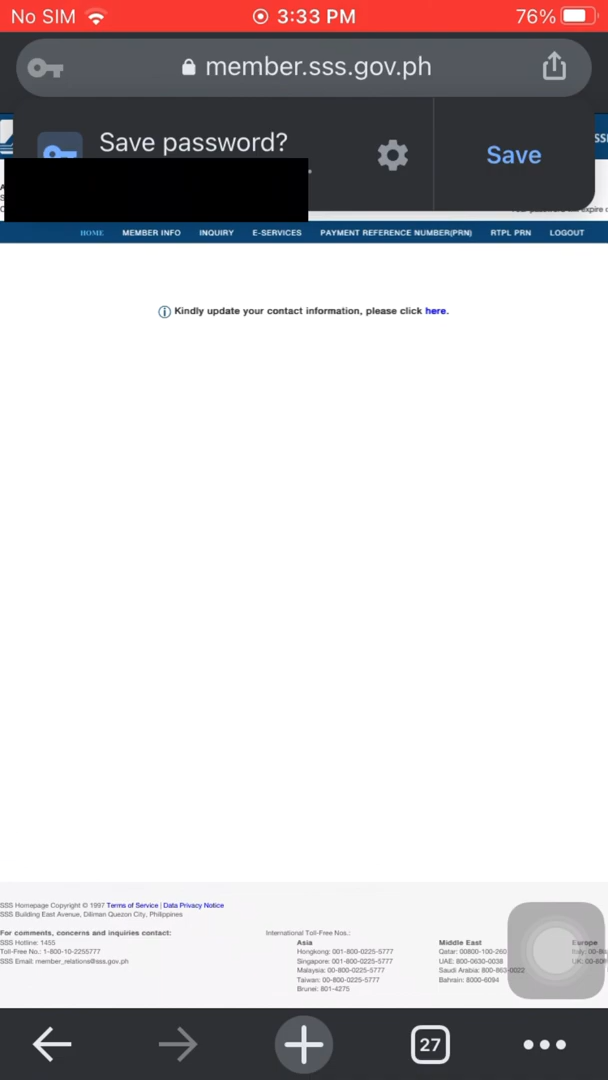 No SIM 3:33 PM 76%
member.sss.gov.ph
Save password?
Save
HOME MEMBER INFO INQUIRY E-SERVICES PAYMENT REFERENCE NUMBER(PRN) RTPL PRN LOGOUT
Kindly update your contact information, please click here.
SSS Homepage Copyright © 1997 Terms of Service | Data Privacy Notice
SSS Building East Avenue, Diliman Quezon City, Philippines
For comments, concerns and inquiries contact:
SSS Hotline: 1455
Toll-Free No.: 1-800-10-2255777
SSS Email: member_relations@sss.gov.ph
International Toll-Free Nos.:
Asia
Hongkong: 001-800-0225-5777
Singapore: 001-800-0225-5777
Malaysia: 00-800-0225-5777
Taiwan: 00-800-0225-5777
Brunei: 801-4275
Middle East
Qatar: 00800-100-260
UAE: 800-0630-0038
Saudi Arabia: 800-863-0022
Bahrain: 8000-6094
Europe
27